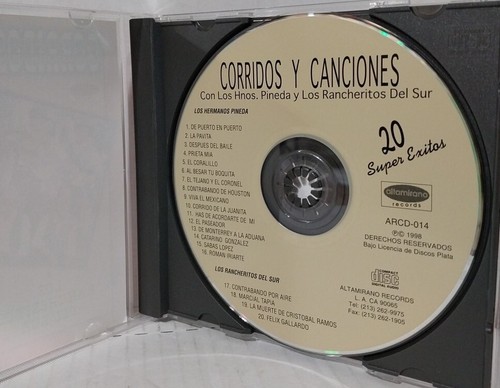 CORRIDOS Y CANCIONES
Con Los Hnos. Pineda y Los Rancheritos Del Sur
20
Super Exitos
LOS HERMANOS PINEDA
1. DE PUERTO EN PUERTO
2. LA PAVITA
3. DESPUES DEL BAILE
4. PRIETA MIA
5. EL CORALILLO
6. AL BESAR TU BOQUITA
7. EL TEJANO Y EL CORONEL
8. CONTRABANDO DE HOUSTON
9. VIVA EL MEXICANO
10. CORRIDO DE LA JUANITA
11. HAS DE ACORDARTE DE MI
12. EL PASEADOR
13. DE MONTERREY A LA ADUANA
14. CATARINO GONZALEZ
15. SABAS LOPEZ
16. ROMAN IRIARTE
LOS RANCHERITOS DEL SUR
17. CONTRABANDO POR AIRE
18. MARCIAL TAPIA
19. LA MUERTE DE CRISTOBAL RAMOS
20. FELIX GALLARDO
altamirano
records
ARCD-014
℗© 1998
DERECHOS RESERVADOS
Bajo Licencia de Discos Plata
COMPACT
disc
DIGITAL AUDIO
ALTAMIRANO RECORDS
L. A. CA 90065
Tel: (213) 262-9975
Fax: (213) 262-1905